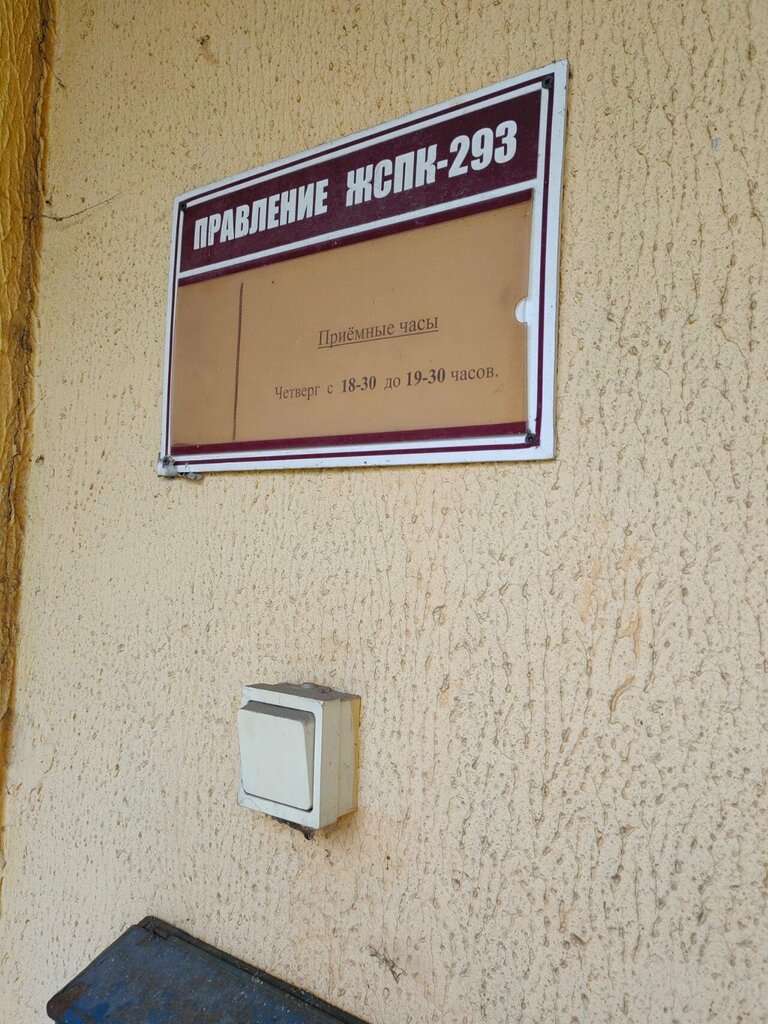 ПРАВЛЕНИЕ ЖСПК-293
Приёмные часы
Четверг с 18-30 до 19-30 часов.